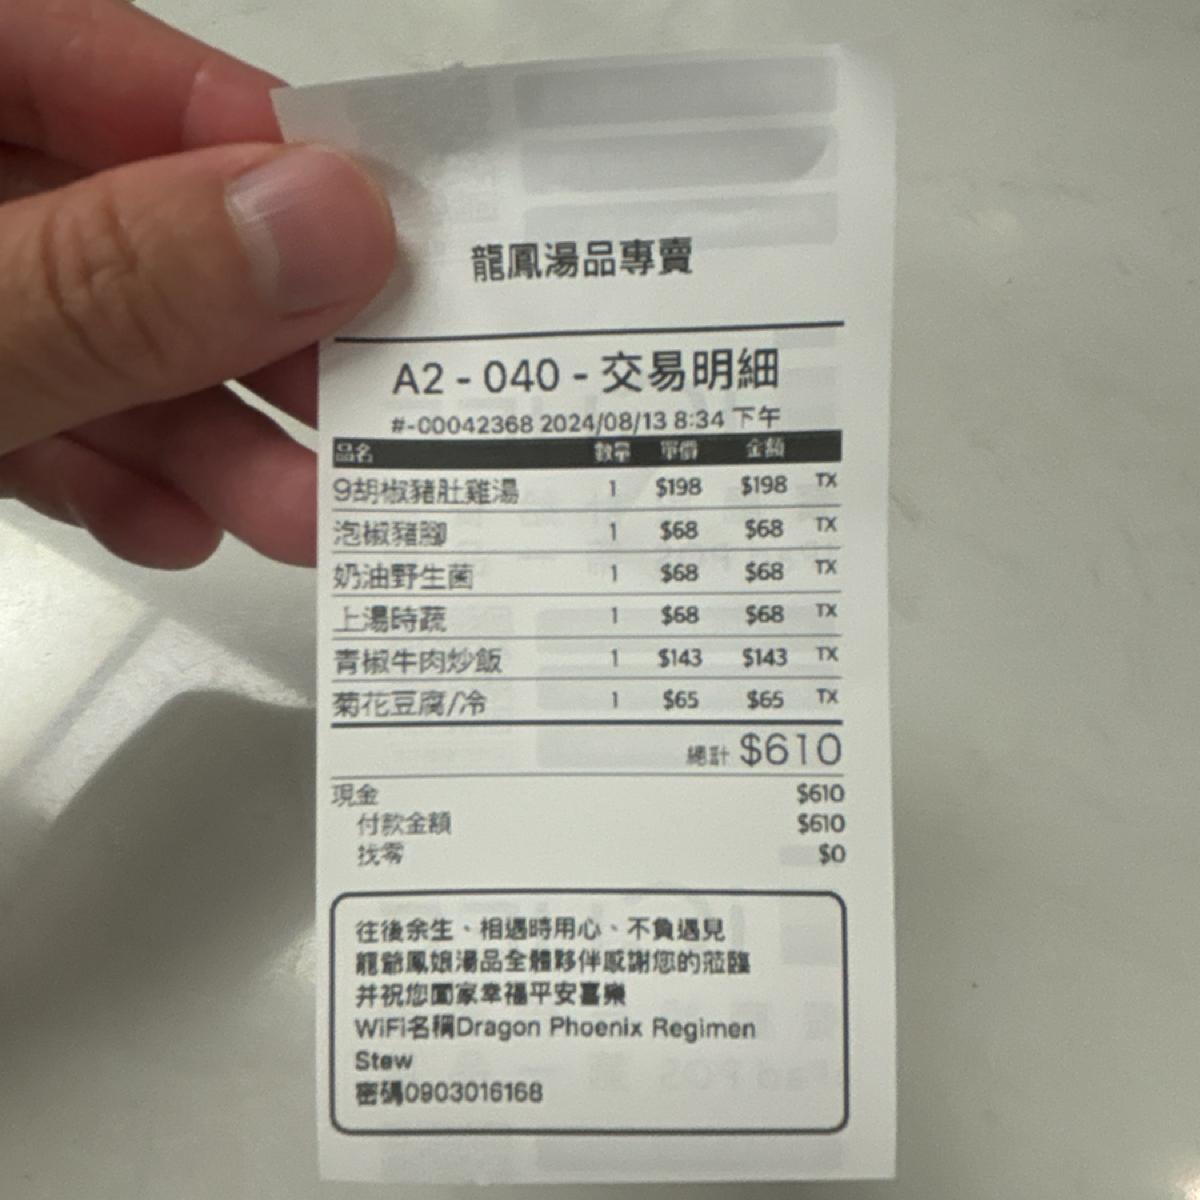 龍鳳湯品專賣
A2 - 040 - 交易明細
#-00042368 2024/08/13 8:34 下午
品名 數量 單價 金額
9胡椒豬肚雞湯 1 $198 $198 TX
泡椒豬腳 1 $68 $68 TX
奶油野生菌 1 $68 $68 TX
上湯時蔬 1 $68 $68 TX
青椒牛肉炒飯 1 $143 $143 TX
菊花豆腐/冷 1 $65 $65 TX
總計 $610
現金 $610
付款金額 $610
找零 $0
往後余生、相遇時用心、不負遇見
龍爺鳳娘湯品全體夥伴感謝您的蒞臨
并祝您闔家幸福平安喜樂
WiFi名稱Dragon Phoenix Regimen
Stew
密碼0903016168